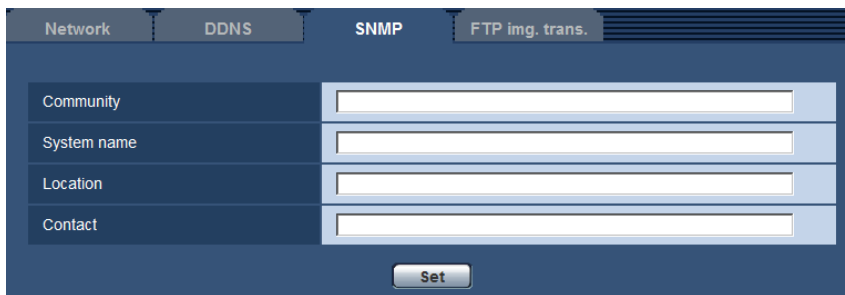 Network DDNS SNMP FTP img. trans.
Community
System name
Location
Contact
Set